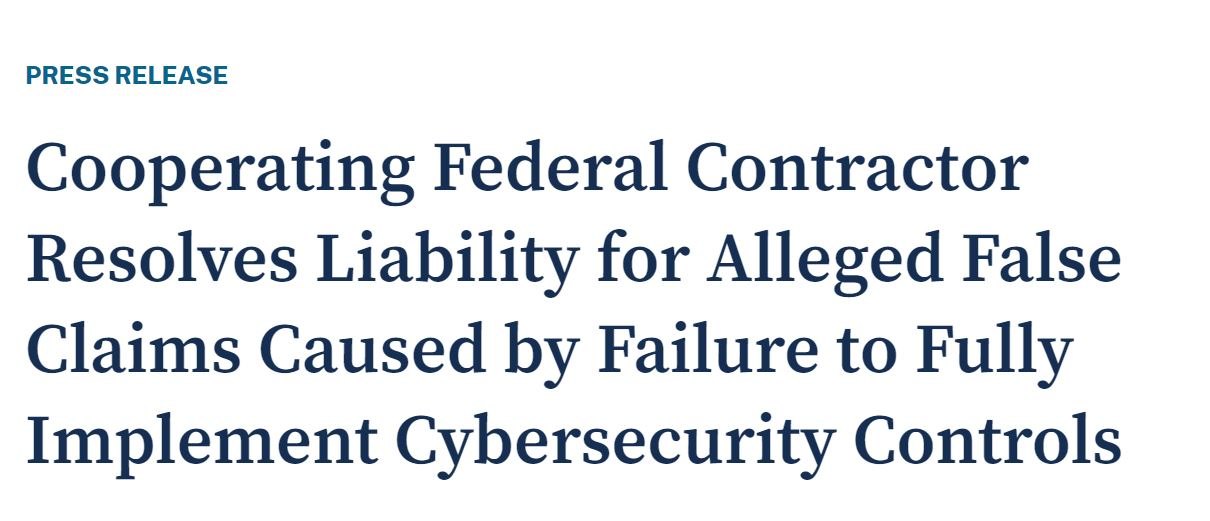 PRESS RELEASE
Cooperating Federal Contractor
Resolves Liability for Alleged False
Claims Caused by Failure to Fully
Implement Cybersecurity Controls